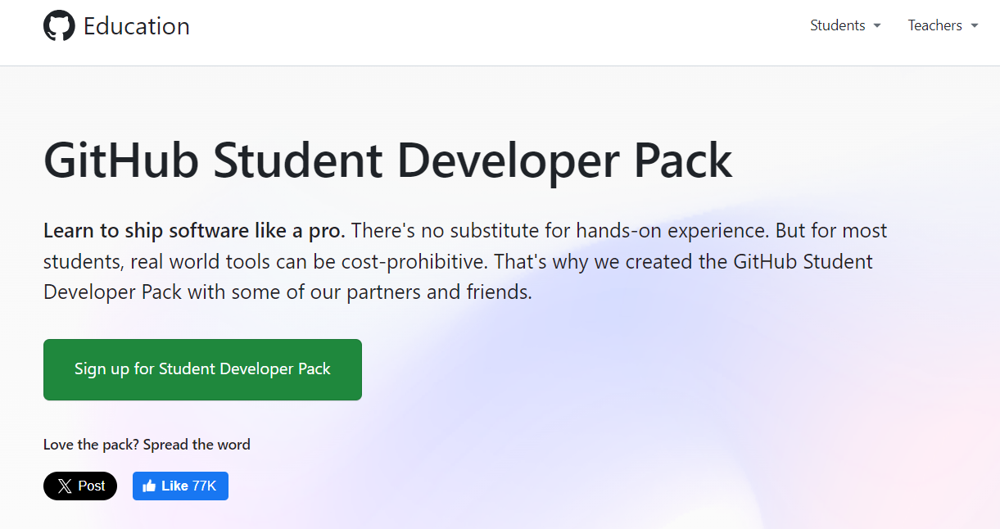 Education
Students
Teachers
GitHub Student Developer Pack
Learn to ship software like a pro. There's no substitute for hands-on experience. But for most
students, real world tools can be cost-prohibitive. That's why we created the GitHub Student
Developer Pack with some of our partners and friends.
Sign up for Student Developer Pack
Love the pack? Spread the word
Post
Like 77K